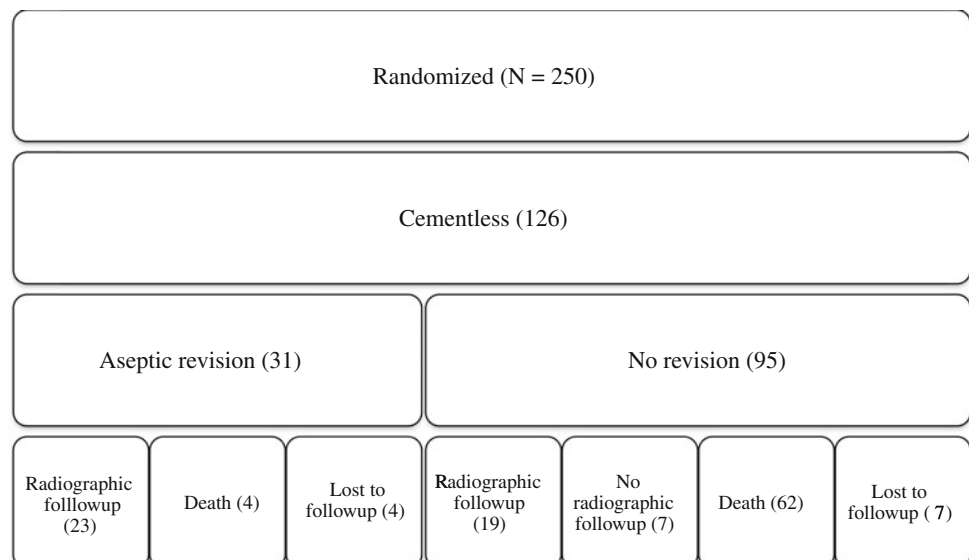 Randomized (N = 250)
Cementless (126)
Aseptic revision (31)
No revision (95)
Radiographic
folllowup
(23)
Death (4)
Lost to
followup (4)
Radiographic
followup
(19)
No
radiographic
followup (7)
Death (62)
Lost to
followup ( 7)